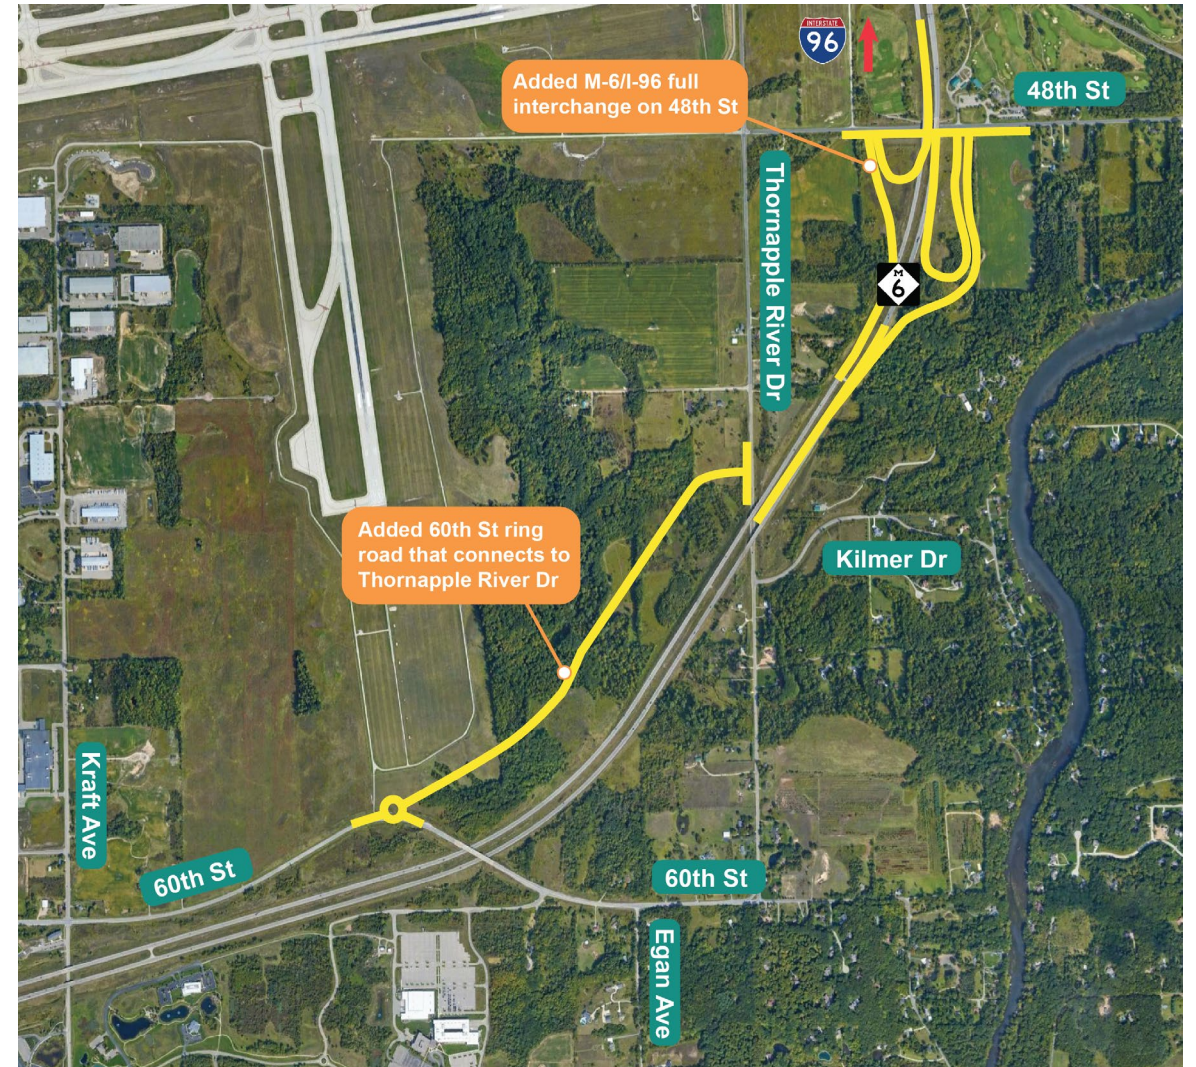 INTERSTATE
96
Added M-6/I-96 full
interchange on 48th St
48th St
Thornapple River Dr
M
6
Added 60th St ring
road that connects to
Thornapple River Dr
Kilmer Dr
Kraft Ave
60th St
60th St
Egan Ave